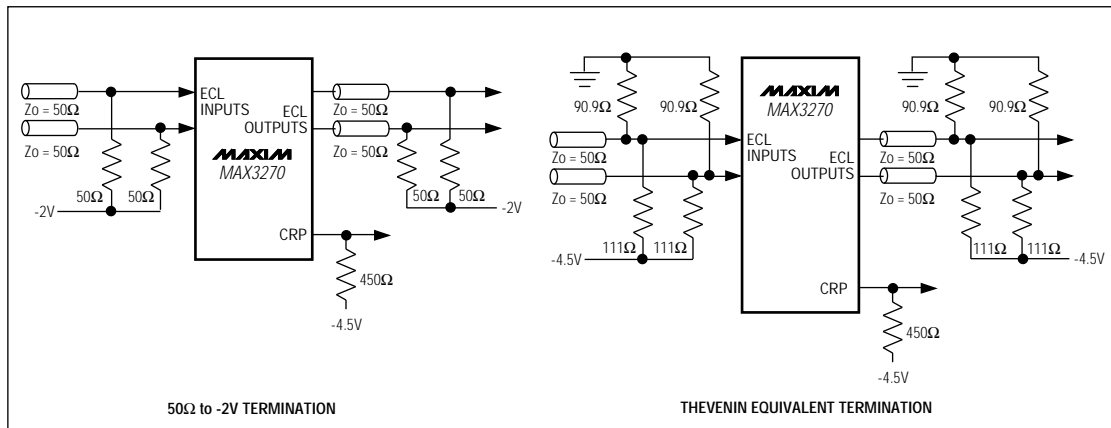 ECL
INPUTS
Zo = 50Ω
Zo = 50Ω
50Ω
50Ω
-2V
ECL
OUTPUTS
MAXIM
MAX3270
CRP
Zo = 50Ω
Zo = 50Ω
50Ω
50Ω
-2V
450Ω
-4.5V
50Ω to -2V TERMINATION
90.9Ω
90.9Ω
Zo = 50Ω
Zo = 50Ω
111Ω
111Ω
-4.5V
MAXIM
MAX3270
ECL
INPUTS
ECL
OUTPUTS
CRP
90.9Ω
90.9Ω
Zo = 50Ω
Zo = 50Ω
111Ω
111Ω
-4.5V
450Ω
-4.5V
THEVENIN EQUIVALENT TERMINATION